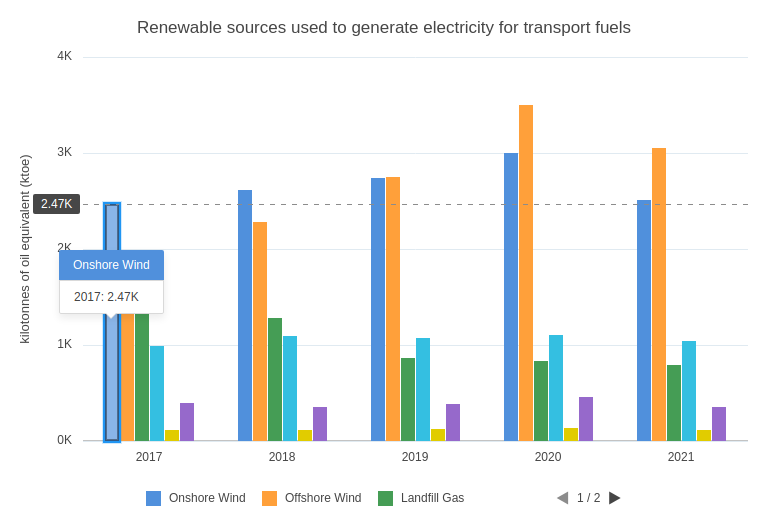 Renewable sources used to generate electricity for transport fuels
kilotonnes of oil equivalent (ktoe)
4K
3K
2.47K
2K
Onshore Wind
2017: 2.47K
1K
0K
2017 2018 2019 2020 2021
Onshore Wind Offshore Wind Landfill Gas 1 / 2